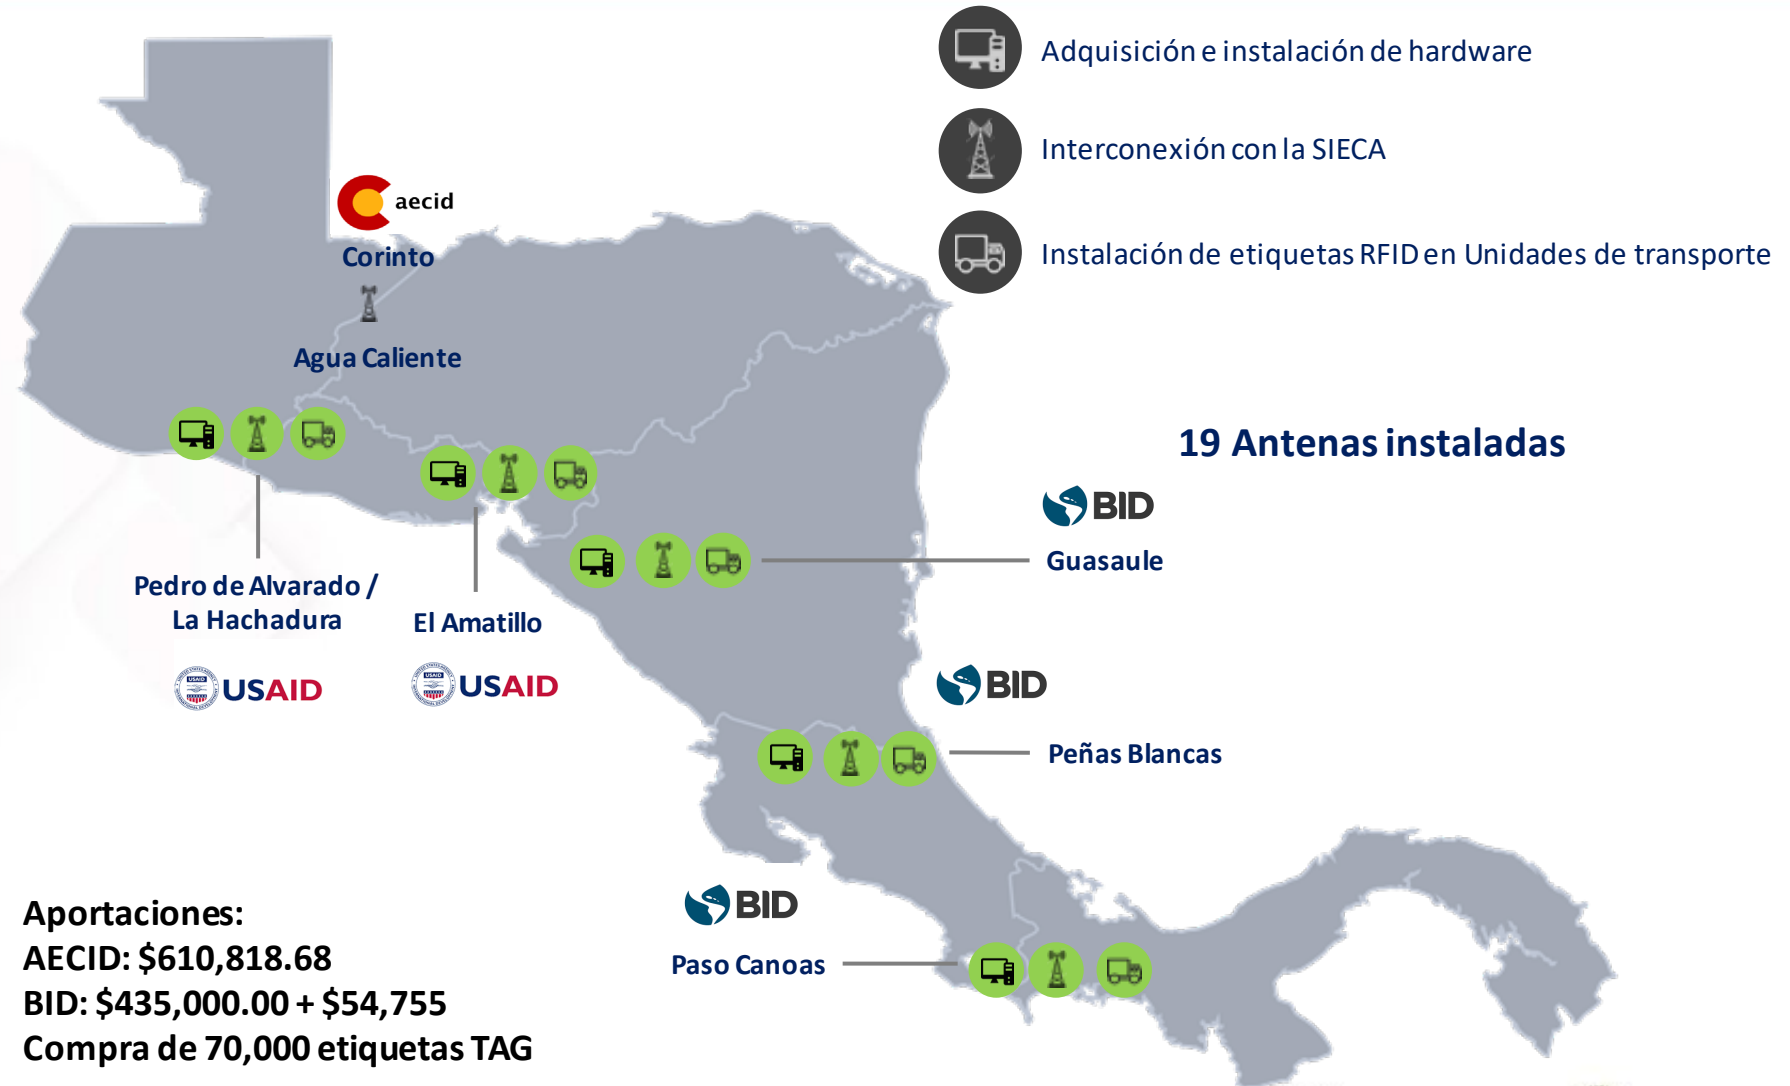 Adquisición e instalación de hardware
Interconexión con la SIECA
Instalación de etiquetas RFID en Unidades de transporte
aecid
Corinto
Agua Caliente
19 Antenas instaladas
BID
Guasaule
Pedro de Alvarado /
La Hachadura
USAID
El Amatillo
USAID
BID
Peñas Blancas
BID
Paso Canoas
Aportaciones:
AECID: $610,818.68
BID: $435,000.00 + $54,755
Compra de 70,000 etiquetas TAG